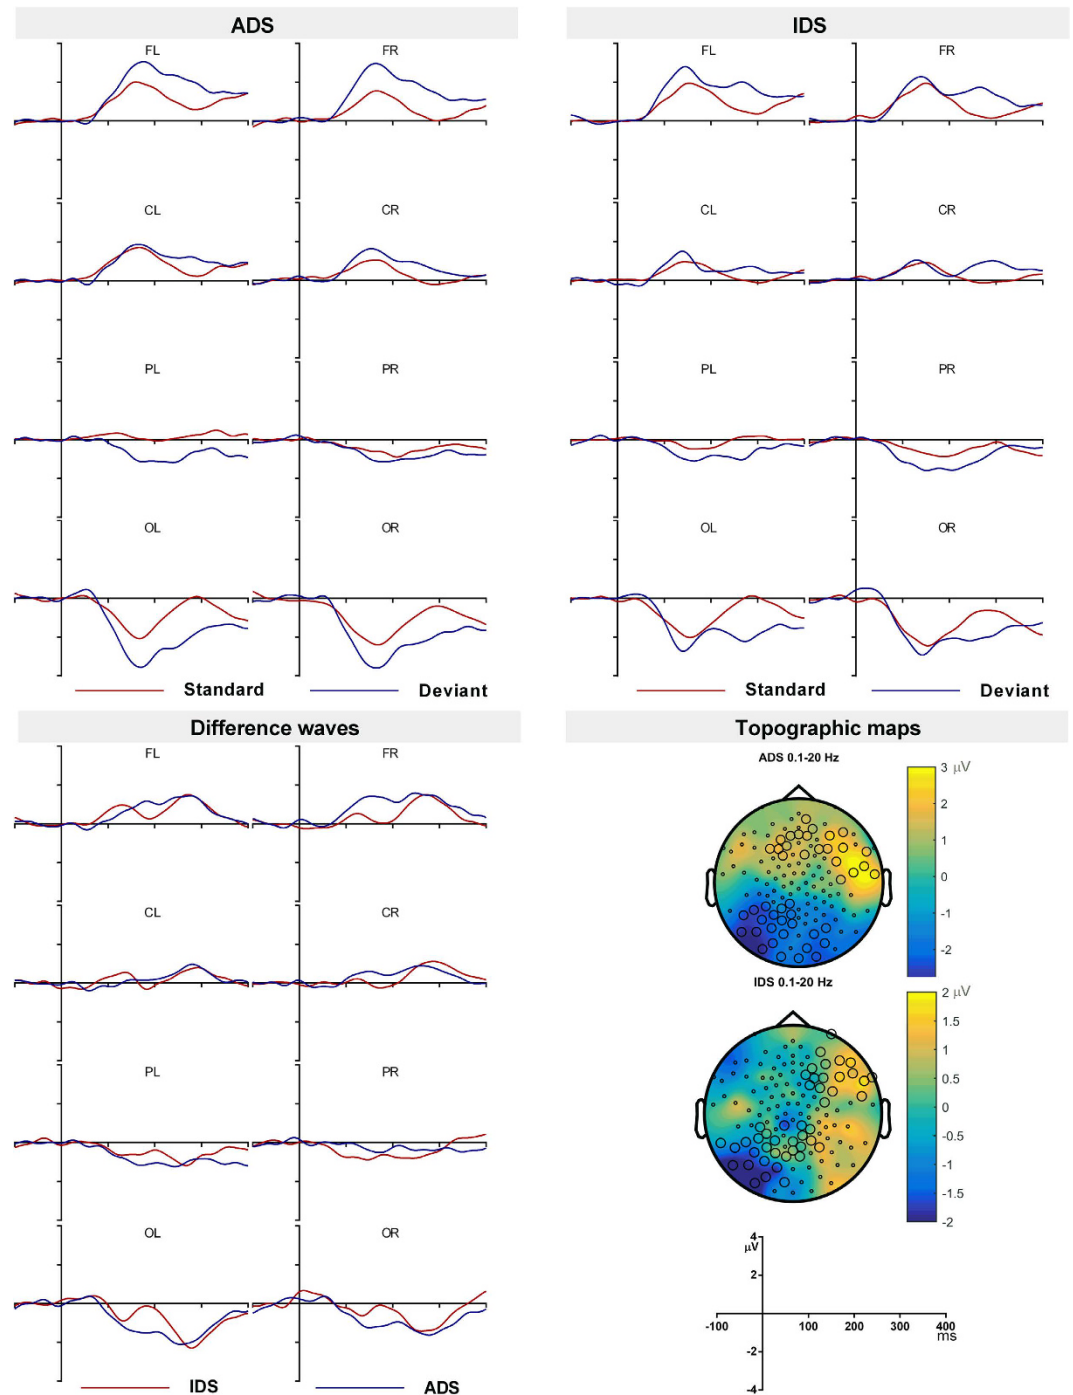 ADS
FL FR
CL CR
PL PR
OL OR
Standard Deviant
IDS
FL FR
CL CR
PL PR
OL OR
Standard Deviant
Difference waves
FL FR
CL CR
PL PR
OL OR
IDS ADS
Topographic maps
ADS 0.1-20 Hz
3 μV
2
1
0
-1
-2
IDS 0.1-20 Hz
2 μV
1.5
1
0.5
0
-0.5
-1
-1.5
-2
4
μV
2
-100 100 200 300 400
ms
-2
-4